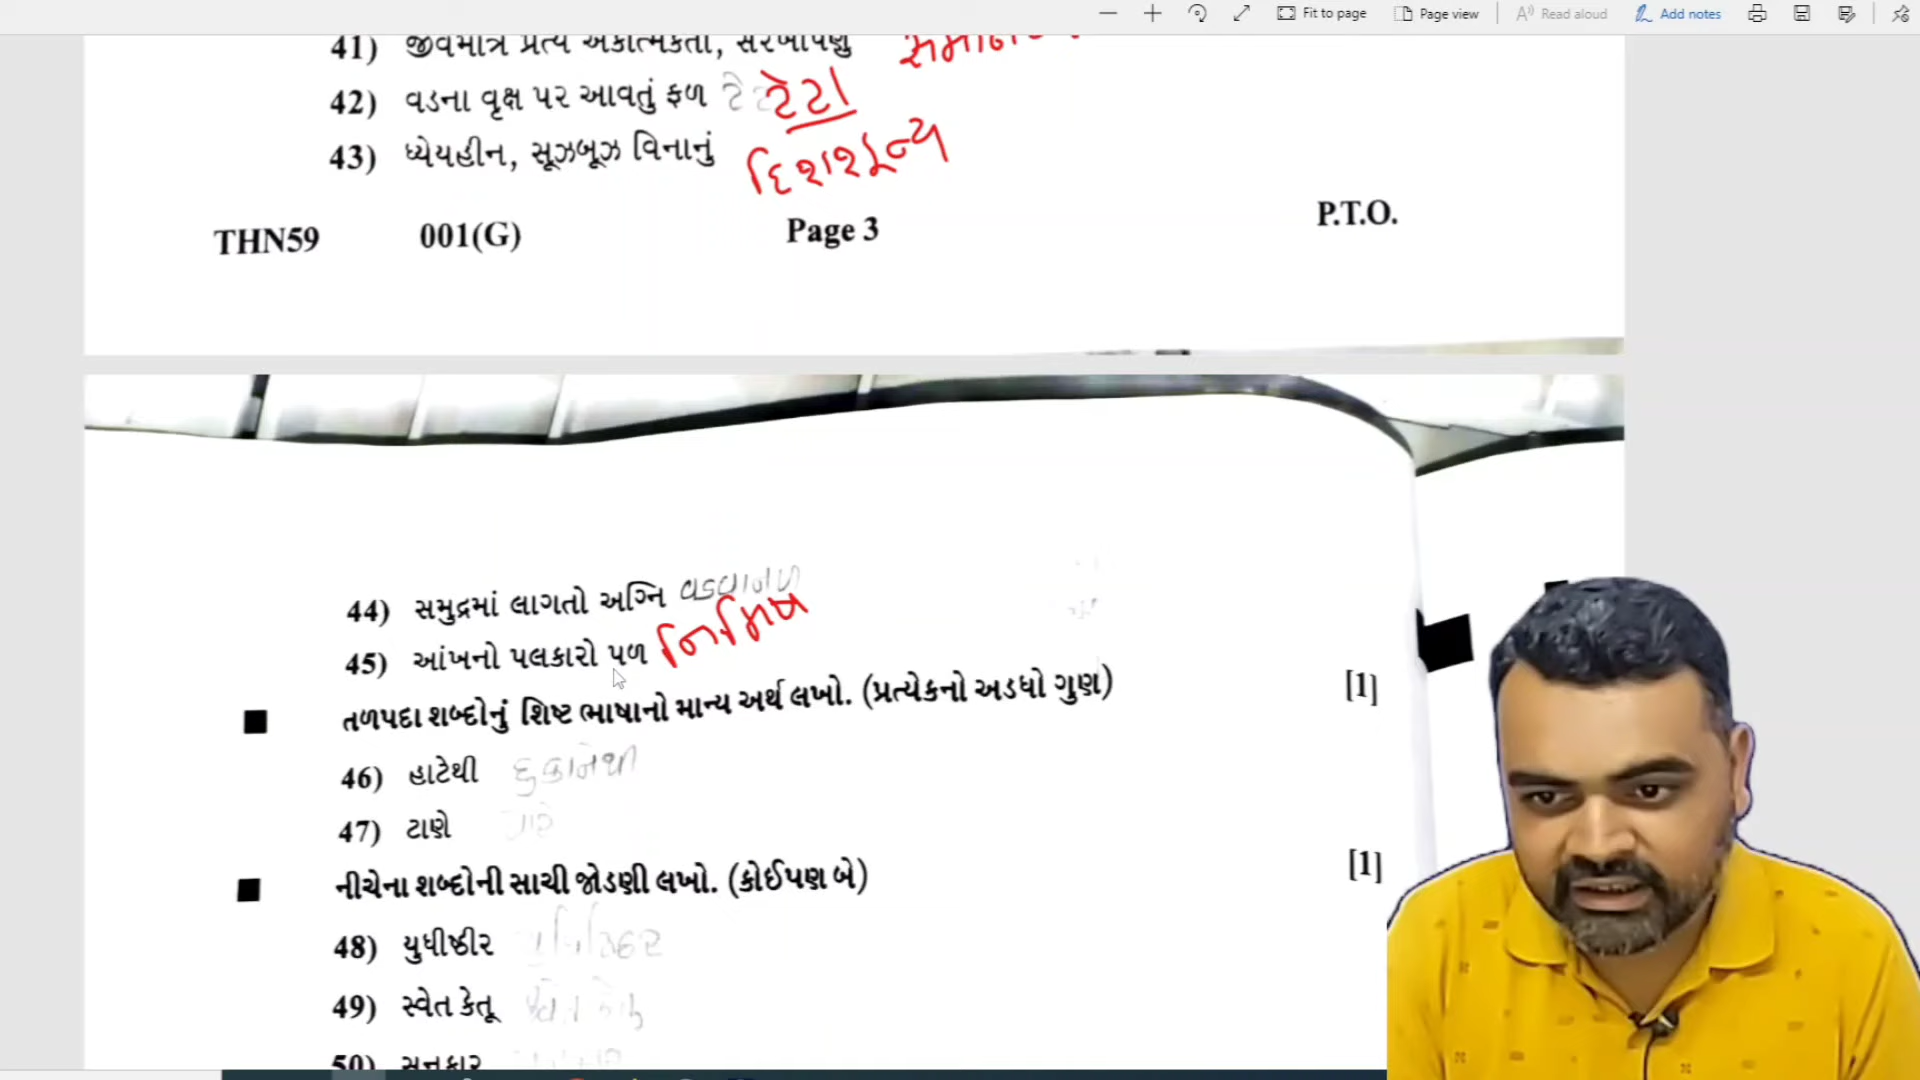 Fit to page Page view Read aloud Add notes
41) જીવમાત્ર પ્રત્યે એકાત્મકતા, સરખાપણું
42) વડના વૃક્ષ પર આવતું ફળ ટેટા
43) ધ્યેયહીન, સૂઝબૂઝ વિનાનું દિશાશૂન્ય
THN59 001(G) Page 3 P.T.O.
44) સમુદ્રમાં લાગતો અગ્નિ વડવાનળ
45) આંખનો પલકારો પળ નિમિષ
તળપદા શબ્દોનું શિષ્ટ ભાષાનો માન્ય અર્થ લખો. (પ્રત્યેકનો અડધો ગુણ) [1]
46) હાટેથી દુકાનેથી
47) ટાણે
નીચેના શબ્દોની સાચી જોડણી લખો. (કોઈપણ બે) [1]
48) યુધીષ્ઠીર
49) સ્વેત કેતૂ
50)